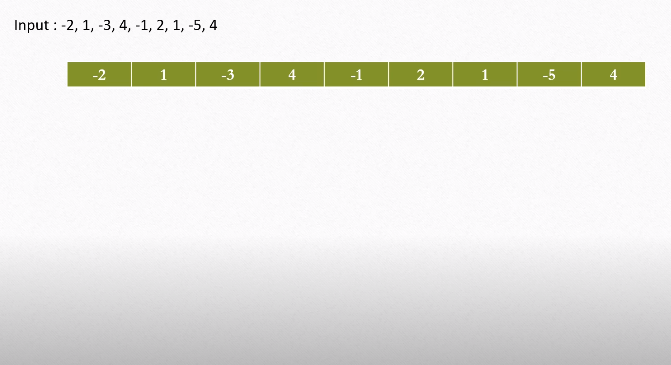 Input : -2, 1, -3, 4, -1, 2, 1, -5, 4
-2 1 -3 4 -1 2 1 -5 4